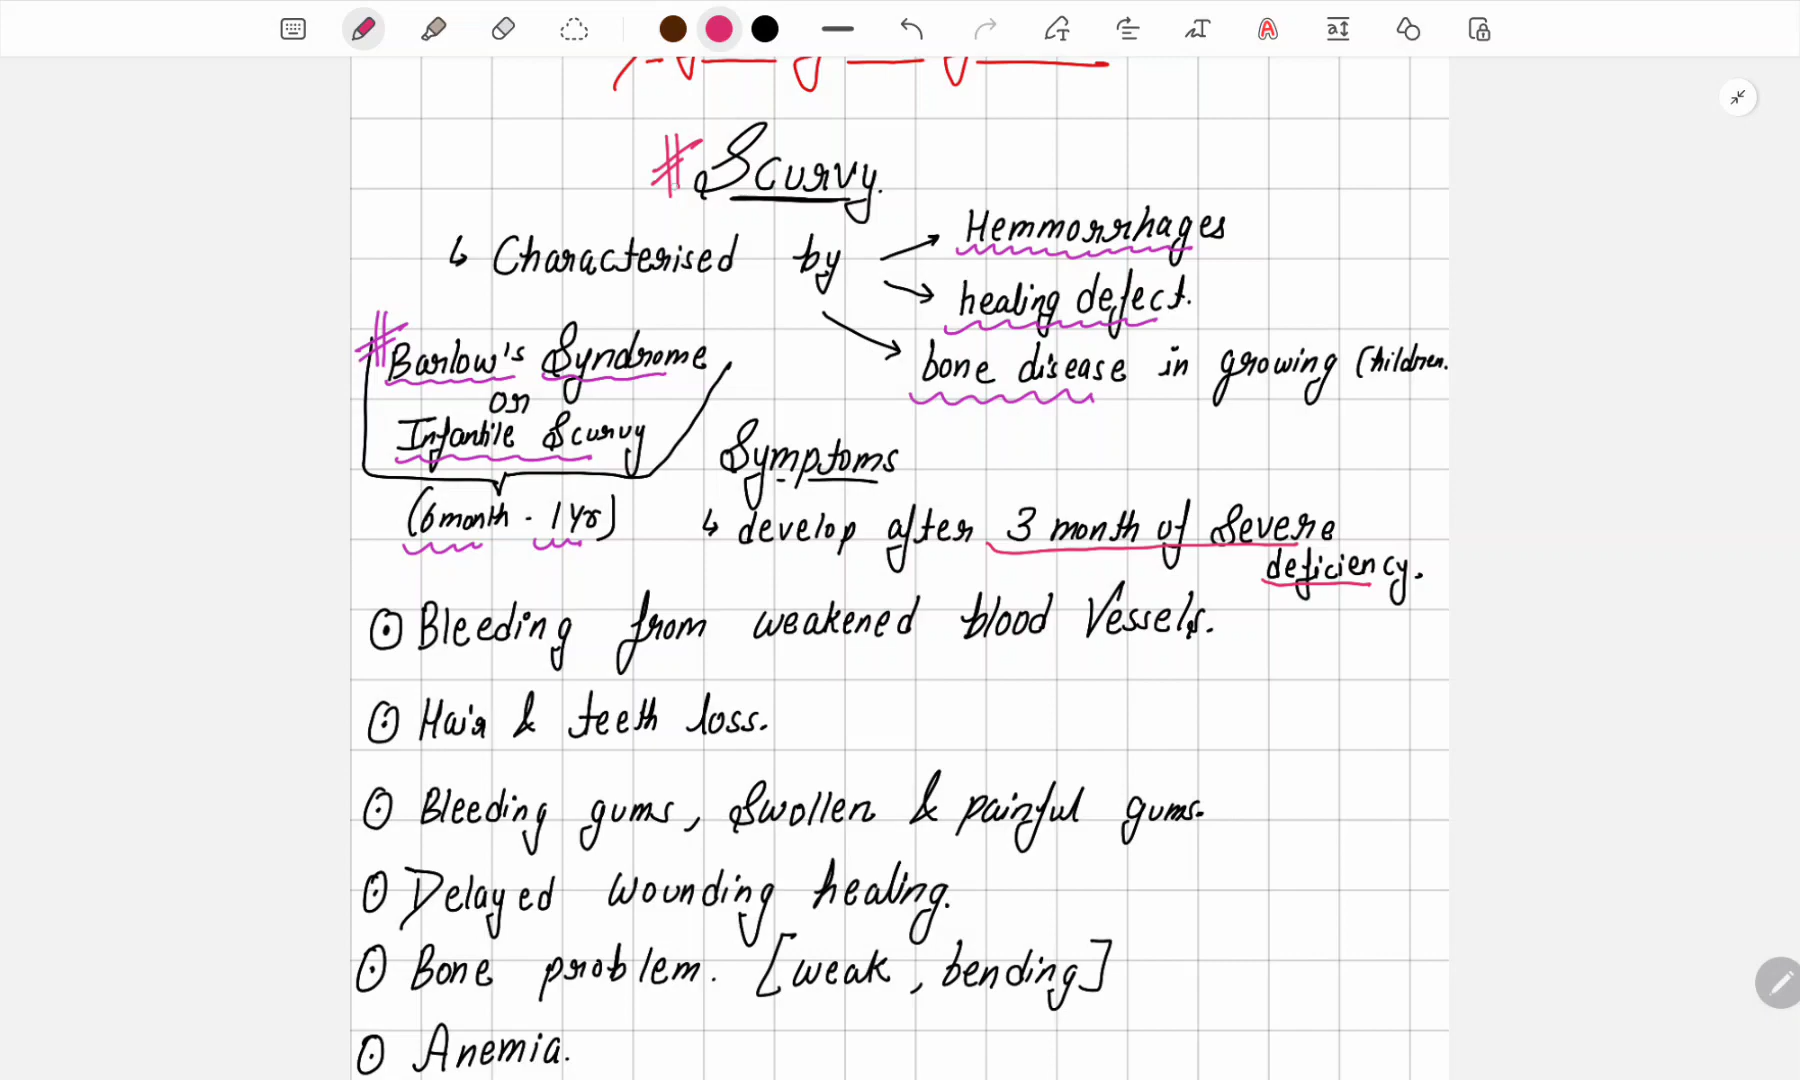 # Scurvy.
↳ Characterised by → Hemmorrhages
→ healing defect.
→ bone disease in growing Children.
# Barlow's Syndrome
or
Infantile Scurvy
(6 month - 1 yr)
Symptoms
↳ develop after 3 month of Severe
deficiency.
⊙ Bleeding from weakened blood Vessels.
⊙ Hair & teeth loss.
⊙ Bleeding gums, Swollen & painful gums.
⊙ Delayed wounding healing.
⊙ Bone problem. [weak, bending]
⊙ Anemia.